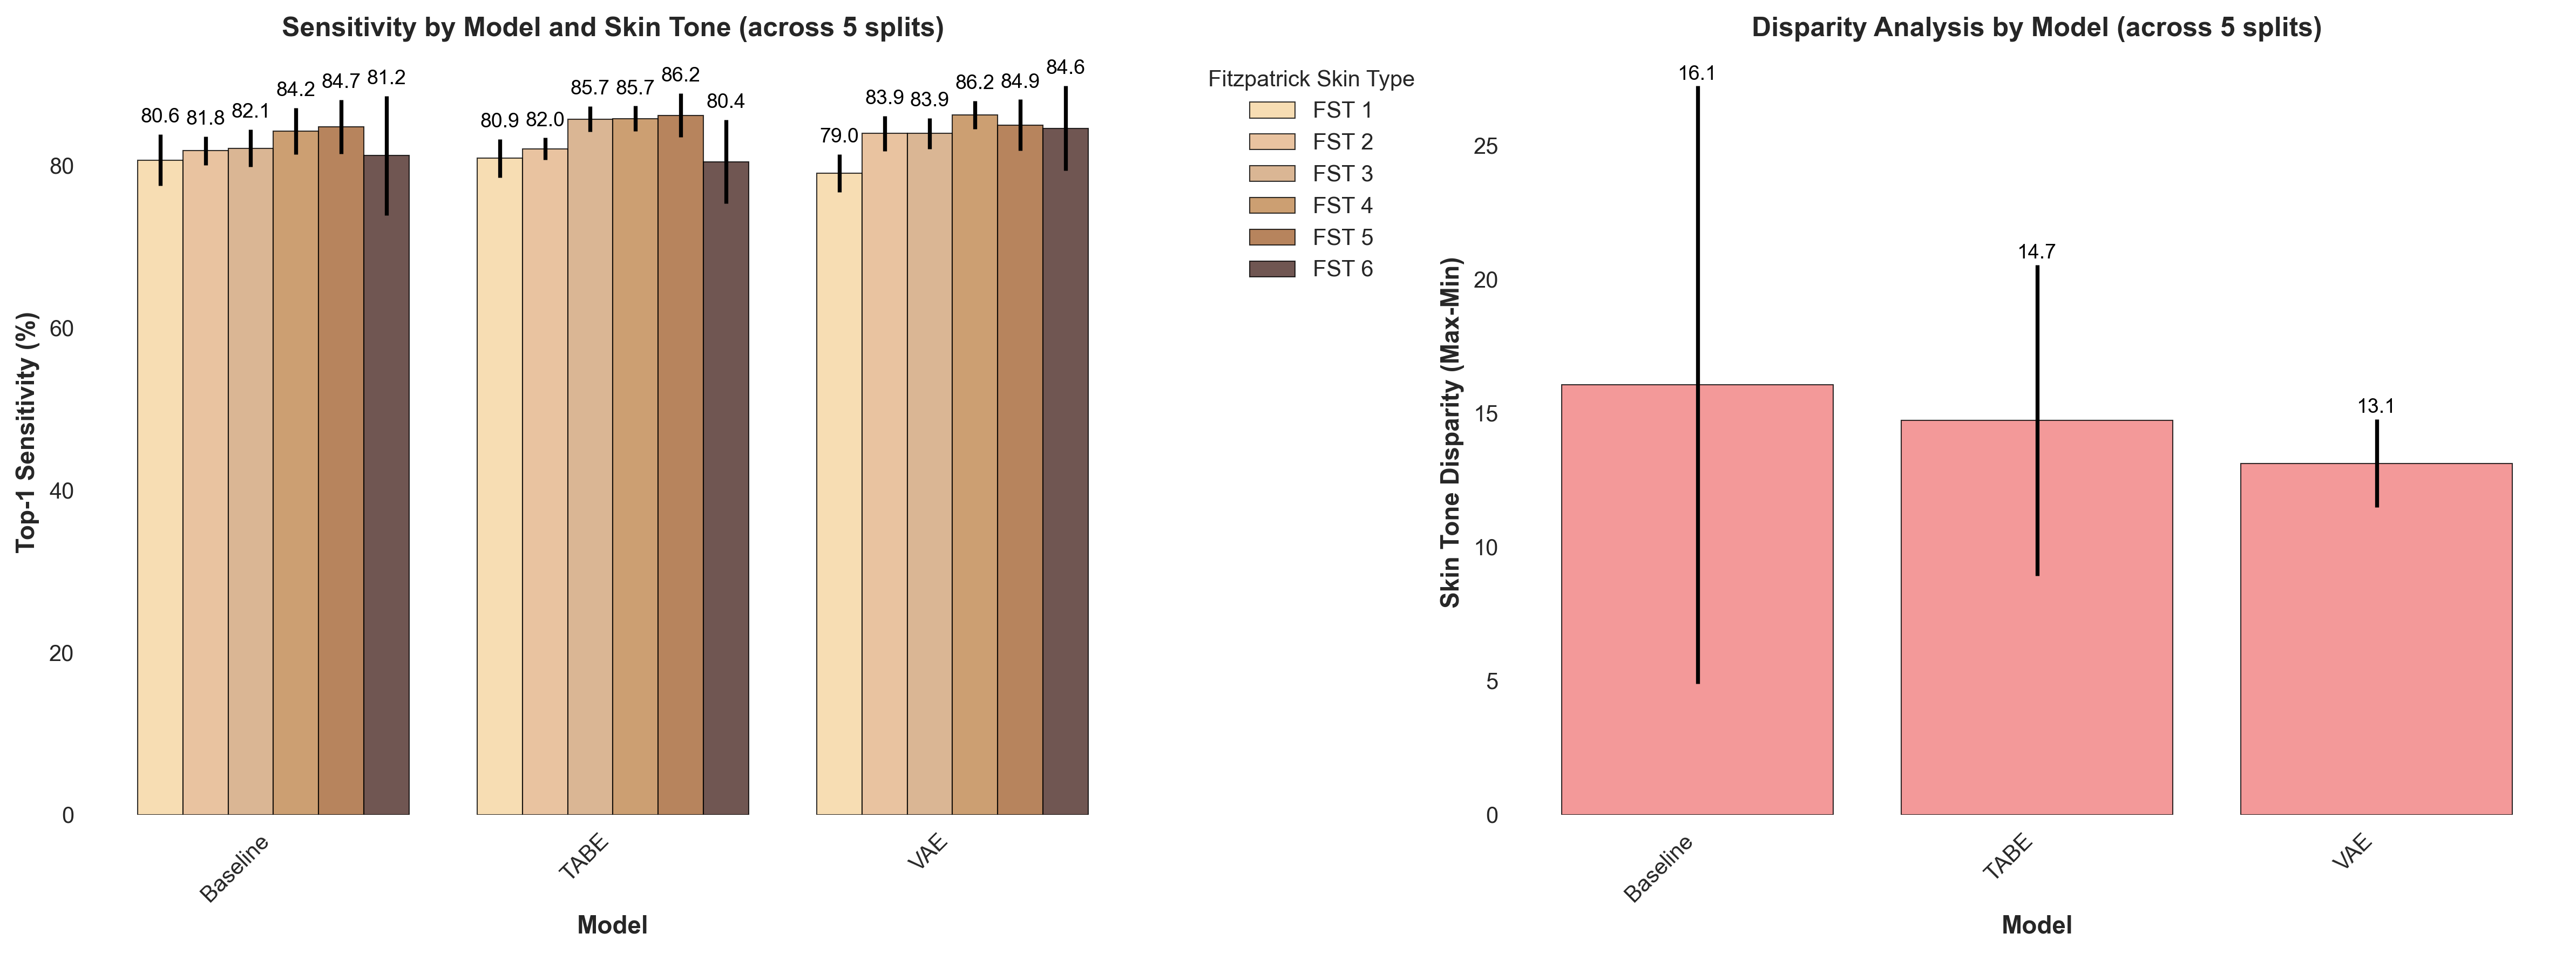 Sensitivity by Model and Skin Tone (across 5 splits)
80.6 81.8 82.1 84.2 84.7 81.2
80.9 82.0 85.7 85.7 86.2 80.4
79.0 83.9 83.9 86.2 84.9 84.6
Top-1 Sensitivity (%)
80
60
40
20
0
Baseline
TABE
VAE
Model
Fitzpatrick Skin Type
FST 1
FST 2
FST 3
FST 4
FST 5
FST 6
Disparity Analysis by Model (across 5 splits)
16.1
14.7
13.1
Skin Tone Disparity (Max-Min)
25
20
15
10
5
0
Baseline
TABE
VAE
Model